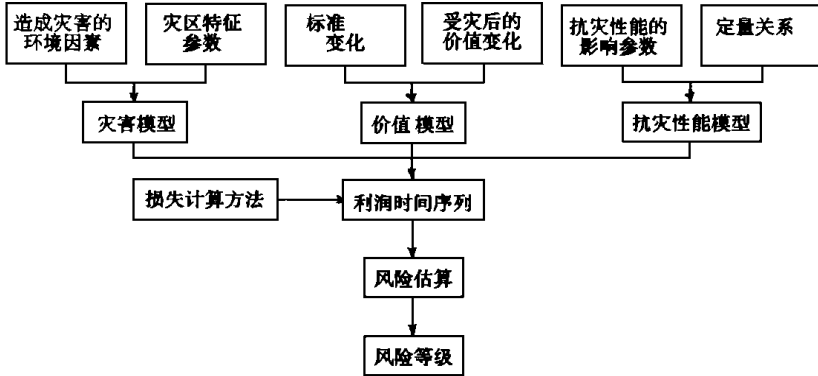 造成灾害的
环境因素
灾区特征
参数
标准
变化
受灾后的
价值变化
抗灾性能的
影响参数
定量关系
灾害模型
价值模型
抗灾性能模型
损失计算方法
利润时间序列
风险估算
风险等级